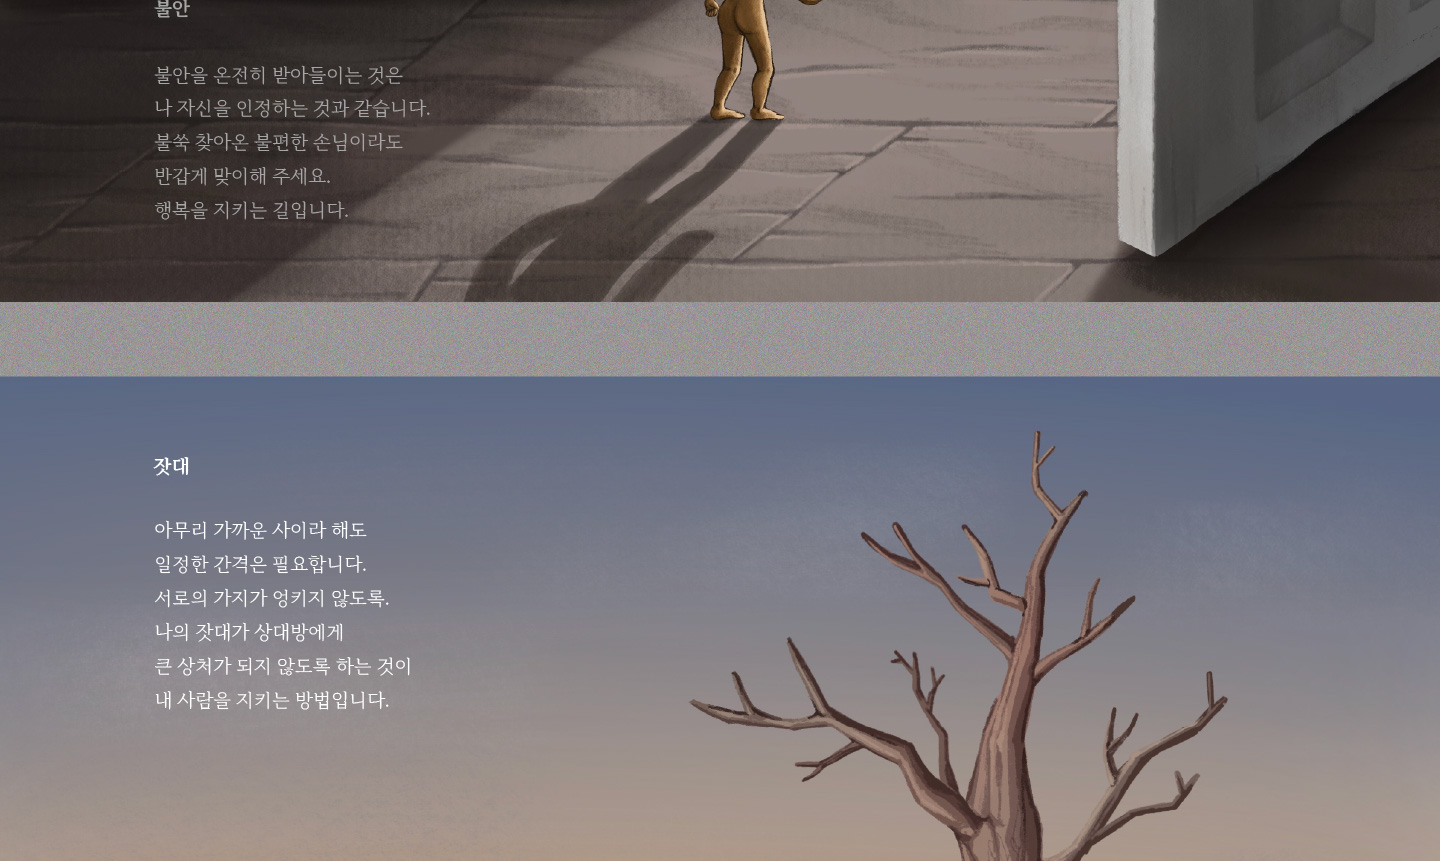 불안
불안을 온전히 받아들이는 것은
나 자신을 인정하는 것과 같습니다.
불쑥 찾아온 불편한 손님이라도
반갑게 맞이해 주세요.
행복을 지키는 길입니다.
잣대
아무리 가까운 사이라 해도
일정한 간격은 필요합니다.
서로의 가지가 엉키지 않도록.
나의 잣대가 상대방에게
큰 상처가 되지 않도록 하는 것이
내 사람을 지키는 방법입니다.